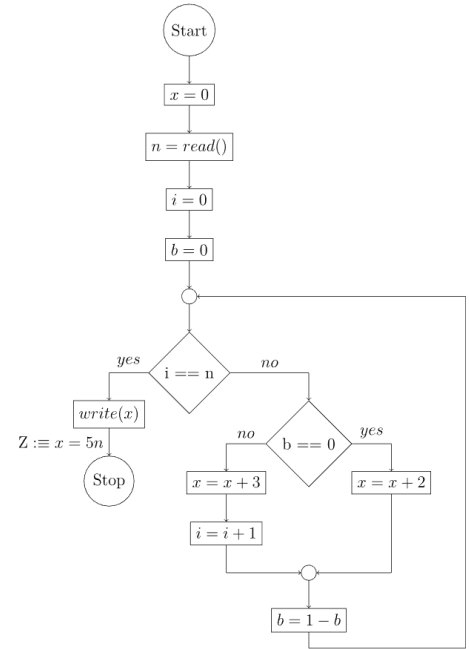 Start
x = 0
n = read()
i = 0
b = 0
yes
i == n
no
write(x)
no
b == 0
yes
Z :≡ x = 5n
Stop
x = x + 3
x = x + 2
i = i + 1
b = 1 − b